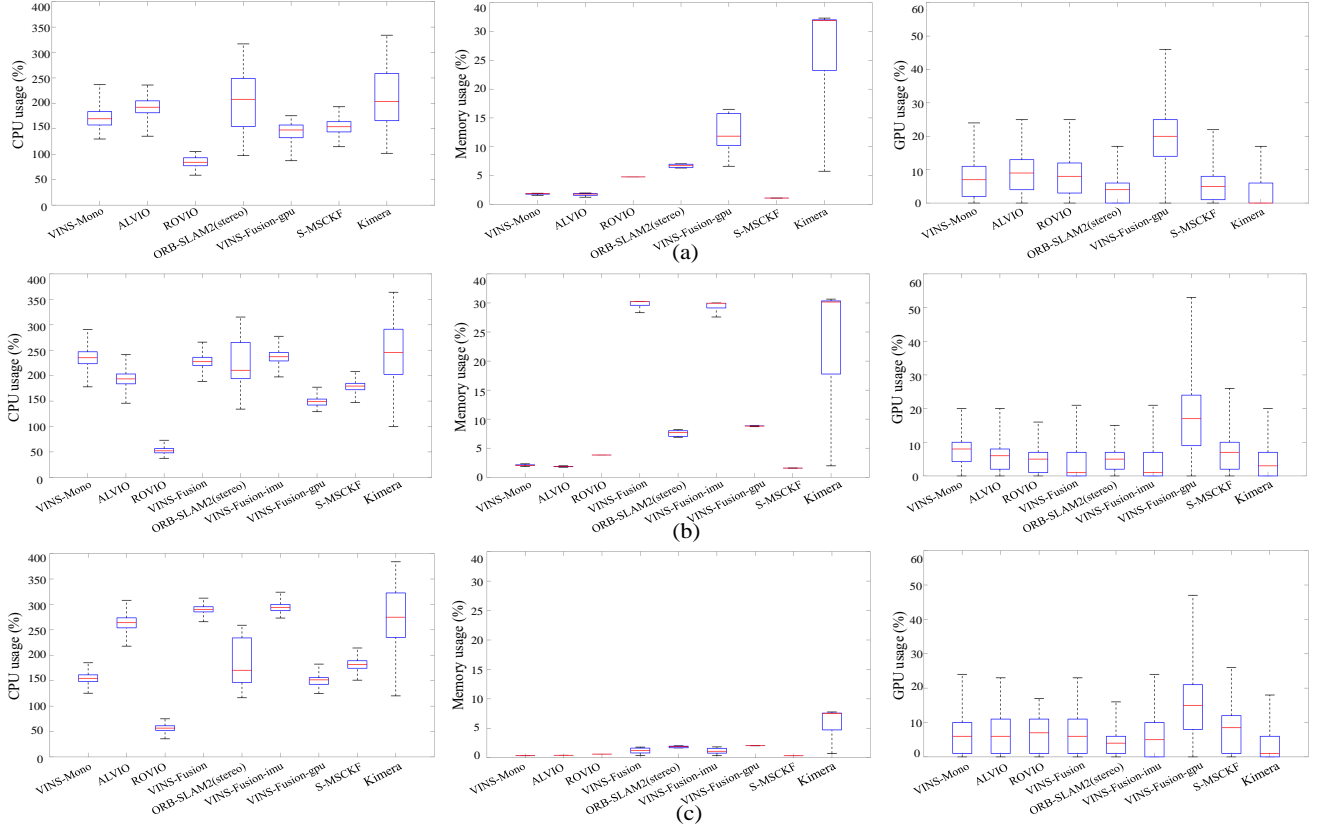 CPU usage (%)
400
350
300
250
200
150
100
50
0
VINS-Mono
ALVIO
ROVIO
ORB-SLAM2(stereo)
VINS-Fusion-gpu
S-MSCKF
Kimera
Memory usage (%)
40
35
30
25
20
15
10
5
0
VINS-Mono
ALVIO
ROVIO
ORB-SLAM2(stereo)
VINS-Fusion-gpu
S-MSCKF
Kimera
GPU usage (%)
60
50
40
30
20
10
0
VINS-Mono
ALVIO
ROVIO
ORB-SLAM2(stereo)
VINS-Fusion-gpu
S-MSCKF
Kimera
(a)
CPU usage (%)
400
350
300
250
200
150
100
50
0
VINS-Mono
ALVIO
ROVIO
VINS-Fusion
ORB-SLAM2(stereo)
VINS-Fusion-imu
VINS-Fusion-gpu
S-MSCKF
Kimera
Memory usage (%)
40
35
30
25
20
15
10
5
0
VINS-Mono
ALVIO
ROVIO
VINS-Fusion
ORB-SLAM2(stereo)
VINS-Fusion-imu
VINS-Fusion-gpu
S-MSCKF
Kimera
GPU usage (%)
60
50
40
30
20
10
0
VINS-Mono
ALVIO
ROVIO
VINS-Fusion
ORB-SLAM2(stereo)
VINS-Fusion-imu
VINS-Fusion-gpu
S-MSCKF
Kimera
(b)
CPU usage (%)
400
350
300
250
200
150
100
50
0
VINS-Mono
ALVIO
ROVIO
VINS-Fusion
ORB-SLAM2(stereo)
VINS-Fusion-imu
VINS-Fusion-gpu
S-MSCKF
Kimera
Memory usage (%)
40
35
30
25
20
15
10
5
0
VINS-Mono
ALVIO
ROVIO
VINS-Fusion
ORB-SLAM2(stereo)
VINS-Fusion-imu
VINS-Fusion-gpu
S-MSCKF
Kimera
GPU usage (%)
60
50
40
30
20
10
0
VINS-Mono
ALVIO
ROVIO
VINS-Fusion
ORB-SLAM2(stereo)
VINS-Fusion-imu
VINS-Fusion-gpu
S-MSCKF
Kimera
(c)